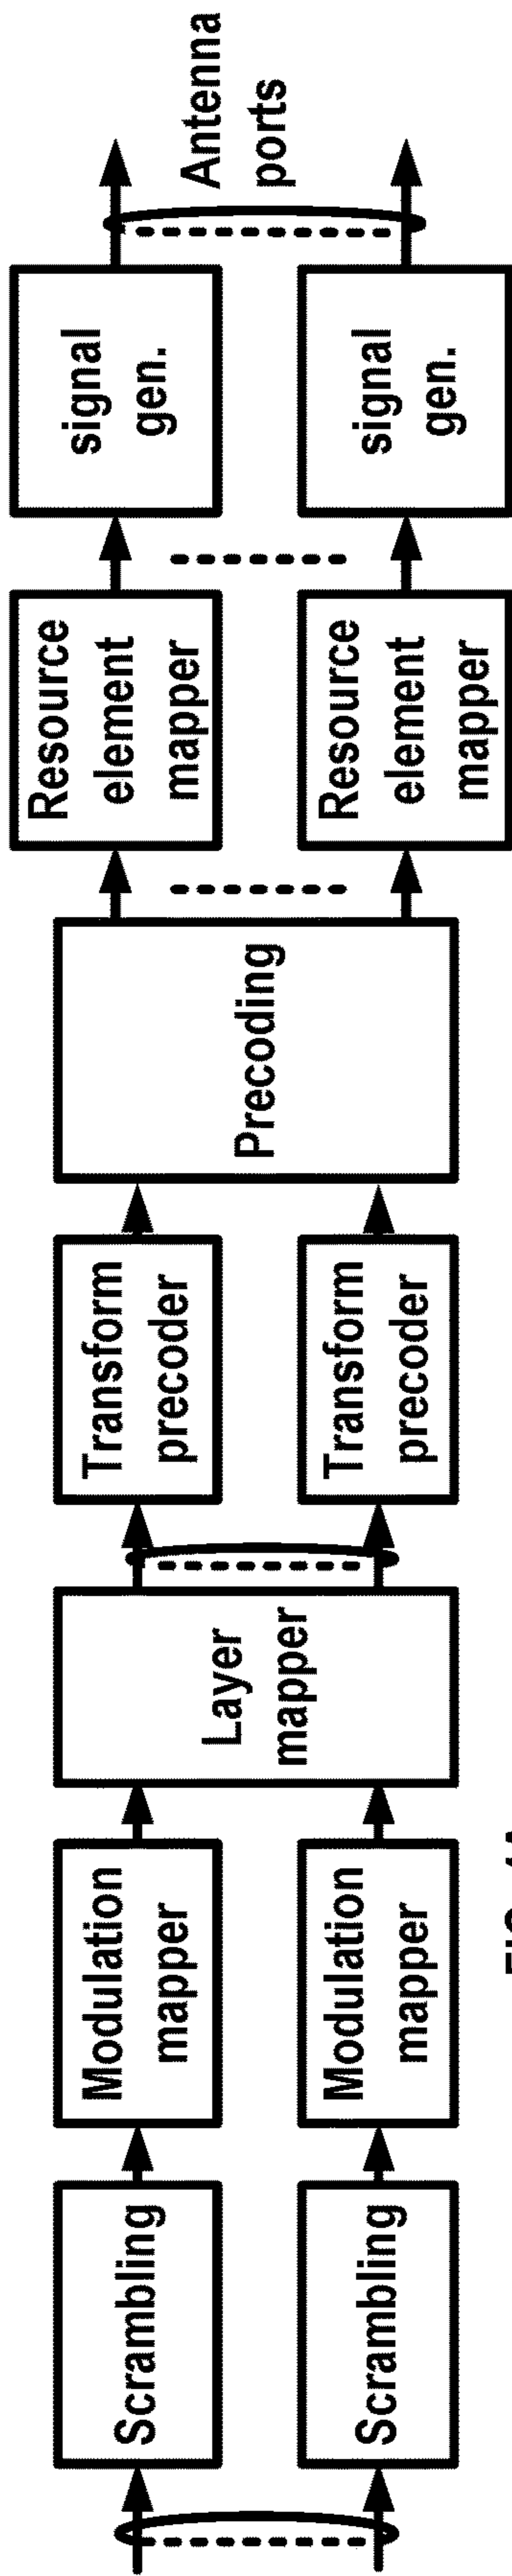 Scrambling
Modulation
mapper
Scrambling
Modulation
mapper
Layer
mapper
Transform
precoder
Transform
precoder
Precoding
Resource
element
mapper
signal
gen.
Resource
element
mapper
signal
gen.
Antenna
ports